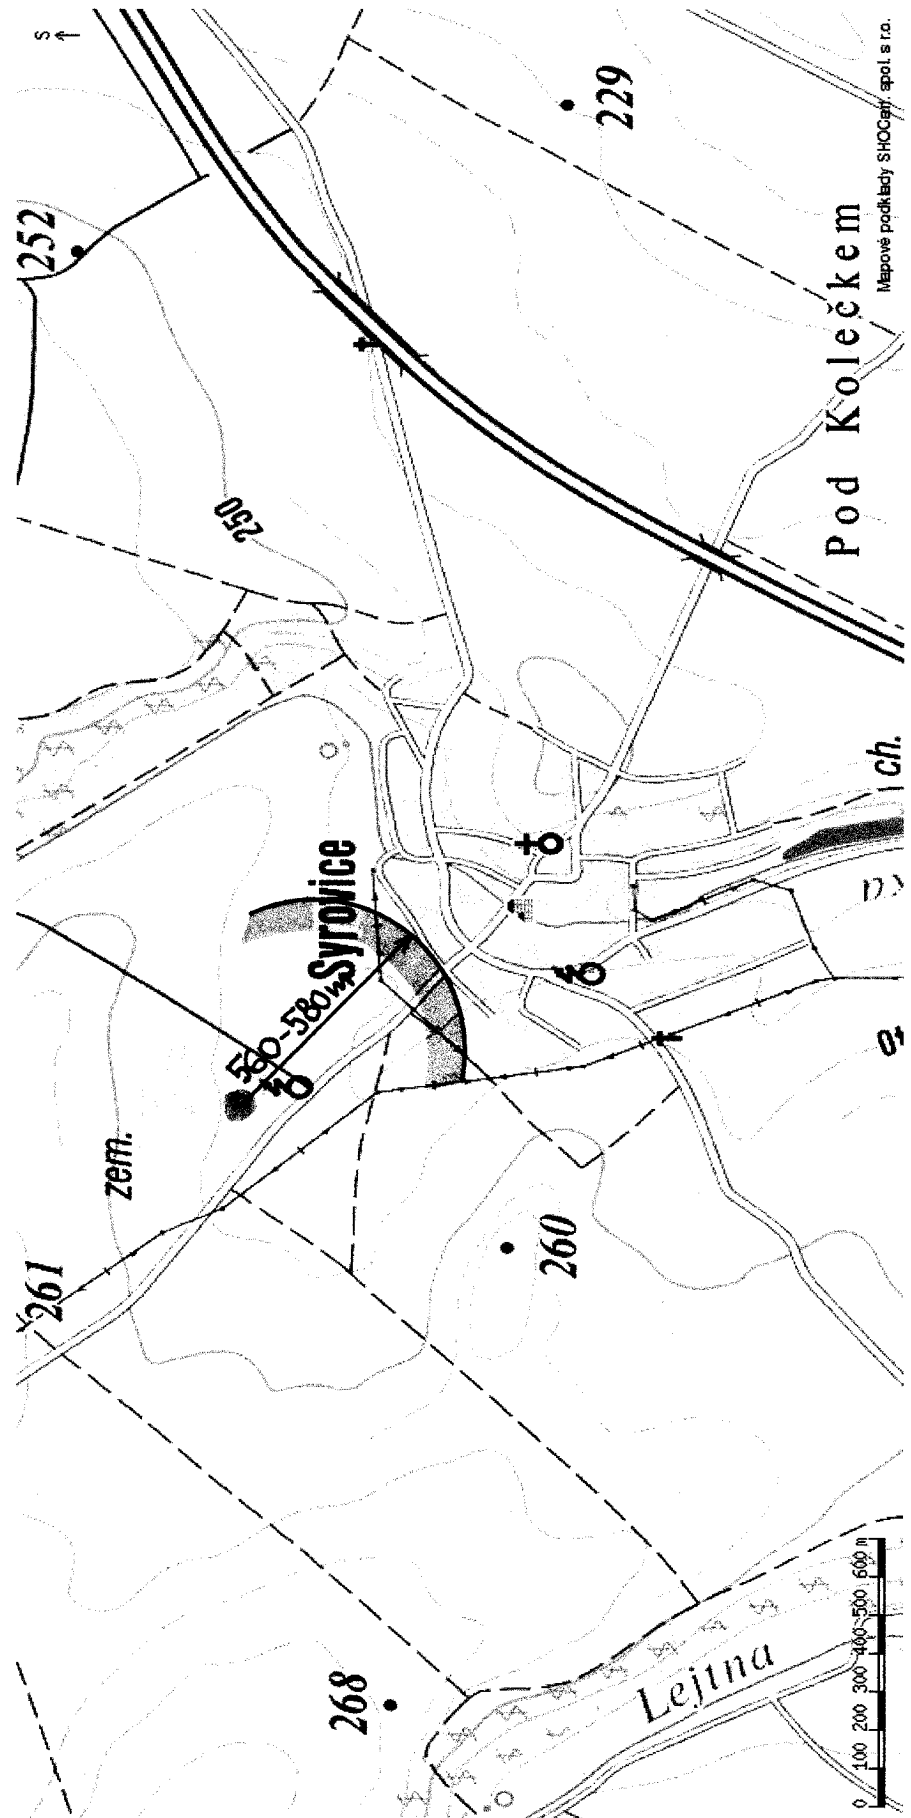 S
252
229
Mapové podklady SHOCart, spol. s r.o.
Pod Kolečkem
250
Syrovice
560-580 m
zem.
261
260
ch.
268
Lejtna
0 100 200 300 400 500 600 m